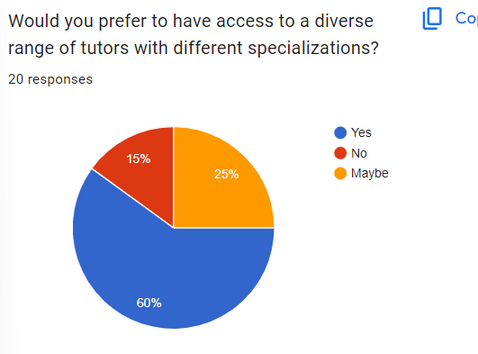 Would you prefer to have access to a diverse
range of tutors with different specializations?
20 responses
Yes
No
Maybe
15%
25%
60%